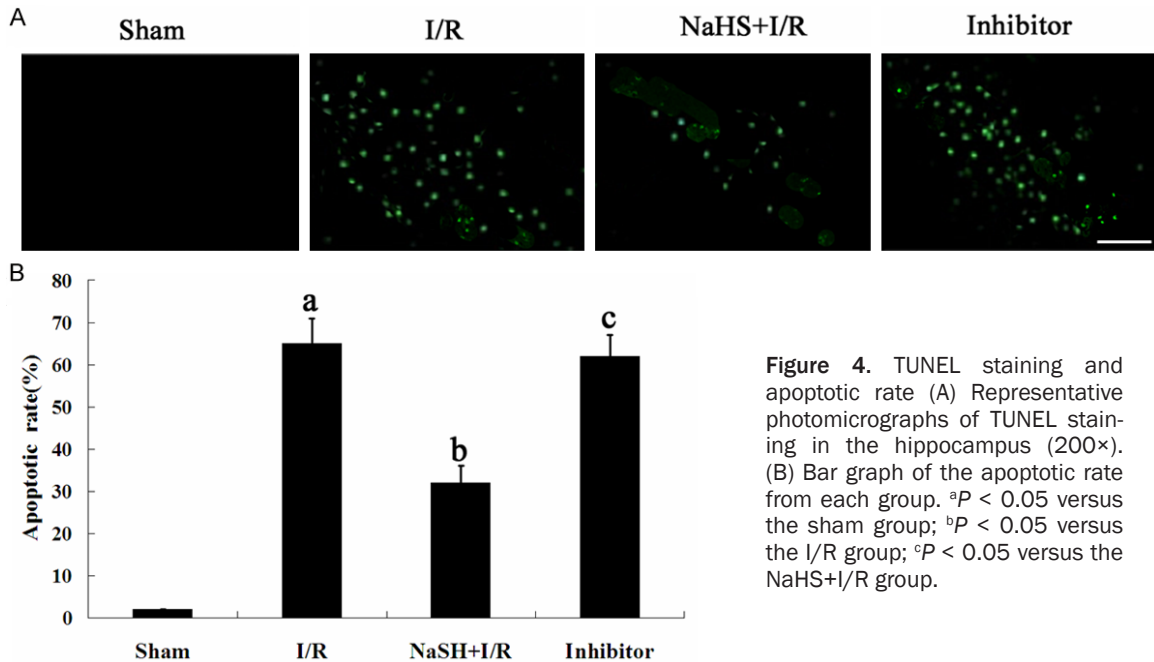 A
Sham I/R NaHS+I/R Inhibitor
B
Apoptotic rate(%)
80
70
60
50
40
30
20
10
0
a
b
c
Sham I/R NaSH+I/R Inhibitor
Figure 4. TUNEL staining and
apoptotic rate (A) Representative
photomicrographs of TUNEL stain-
ing in the hippocampus (200×).
(B) Bar graph of the apoptotic rate
from each group. ᵃP < 0.05 versus
the sham group; ᵇP < 0.05 versus
the I/R group; ᶜP < 0.05 versus the
NaHS+I/R group.